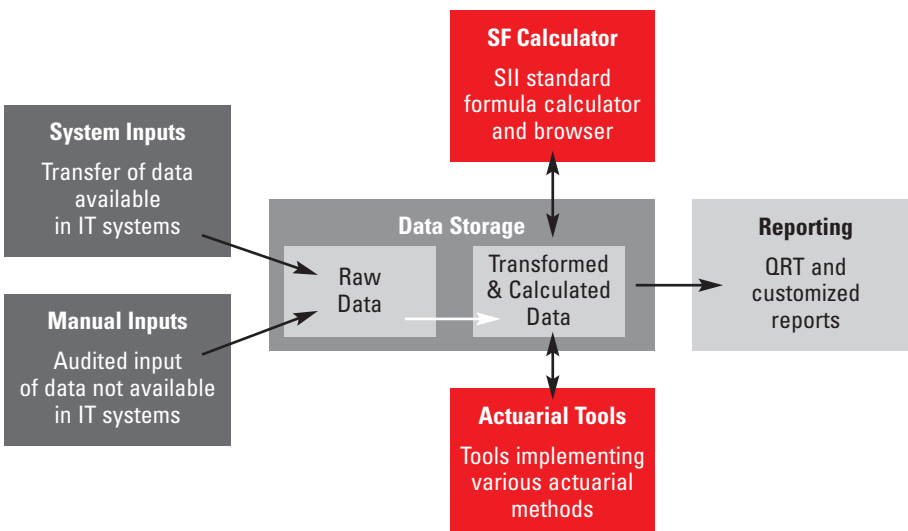 SF Calculator
SII standard
formula calculator
and browser
System Inputs
Transfer of data
available
in IT systems
Manual Inputs
Audited input
of data not available
in IT systems
Data Storage
Raw
Data
Transformed
& Calculated
Data
Reporting
QRT and
customized
reports
Actuarial Tools
Tools implementing
various actuarial
methods